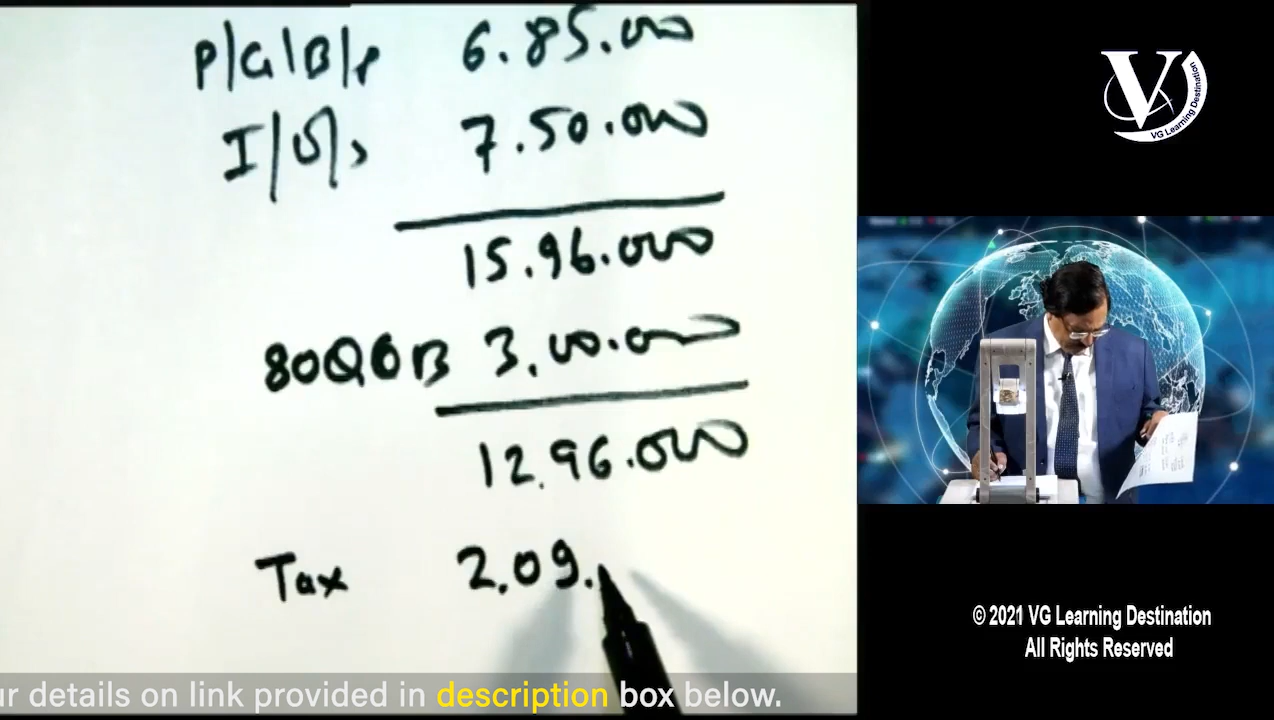 P/G/B/P 6.85.000
I/O/S 7.50.000
15.96.000
80QQB 3.00.000
12.96.000
Tax 2.09.
V
VG Learning Destination
© 2021 VG Learning Destination
All Rights Reserved
ur details on link provided in description box below.